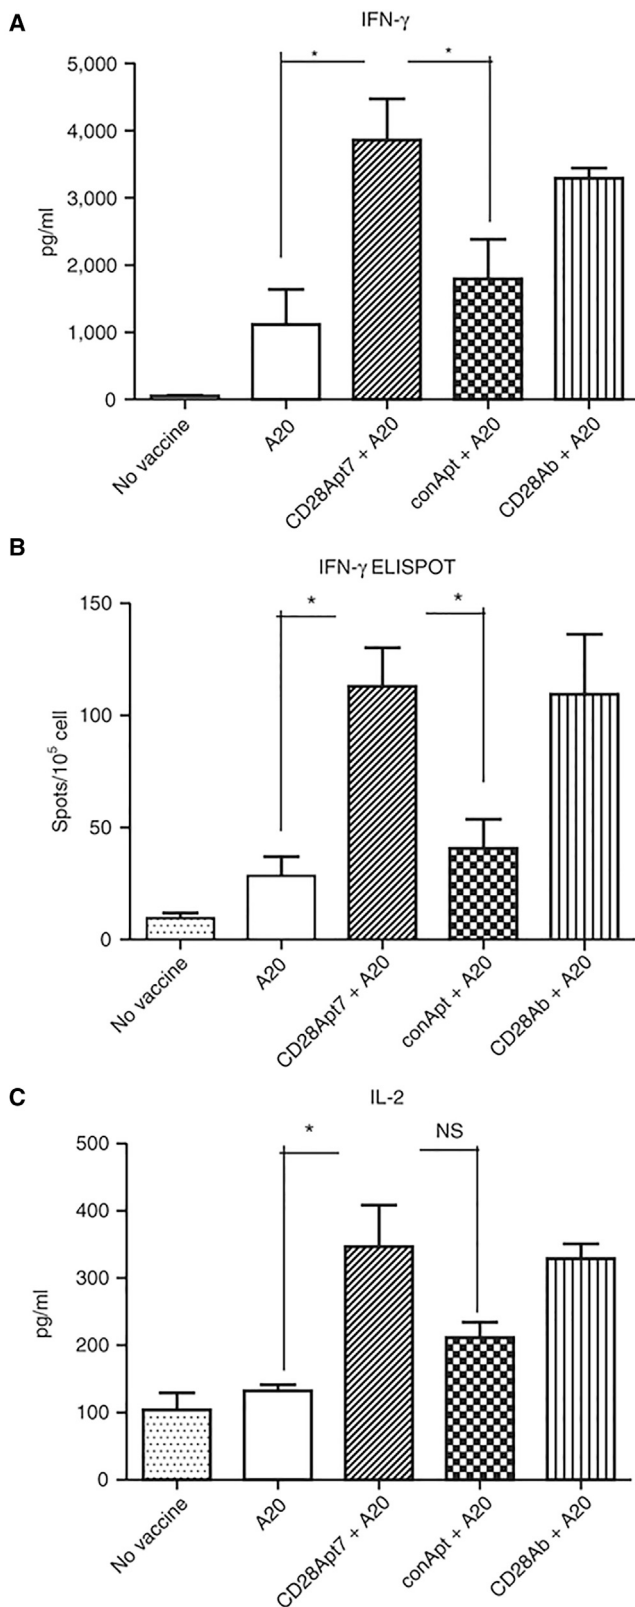 A
IFN-γ
* *
5,000
4,000
3,000
2,000
1,000
0
pg/ml
No vaccine
A20
CD28Apt7 + A20
conApt + A20
CD28Ab + A20
B
IFN-γ ELISPOT
* *
150
100
50
0
Spots/10⁵ cell
No vaccine
A20
CD28Apt7 + A20
conApt + A20
CD28Ab + A20
C
IL-2
* NS
500
400
300
200
100
0
pg/ml
No vaccine
A20
CD28Apt7 + A20
conApt + A20
CD28Ab + A20